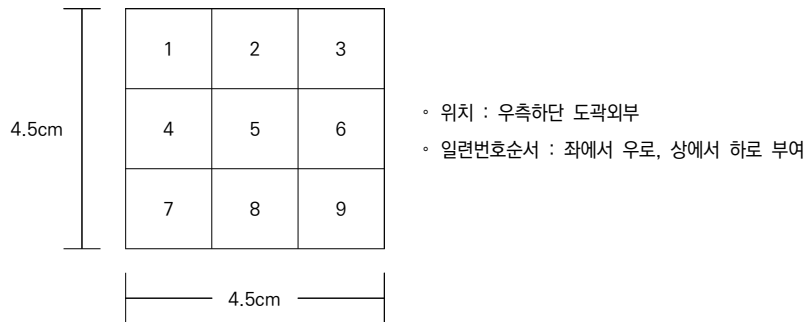 1 2 3
4.5cm
4 5 6
7 8 9
4.5cm
◦ 위치 : 우측하단 도곽외부
◦ 일련번호순서 : 좌에서 우로, 상에서 하로 부여